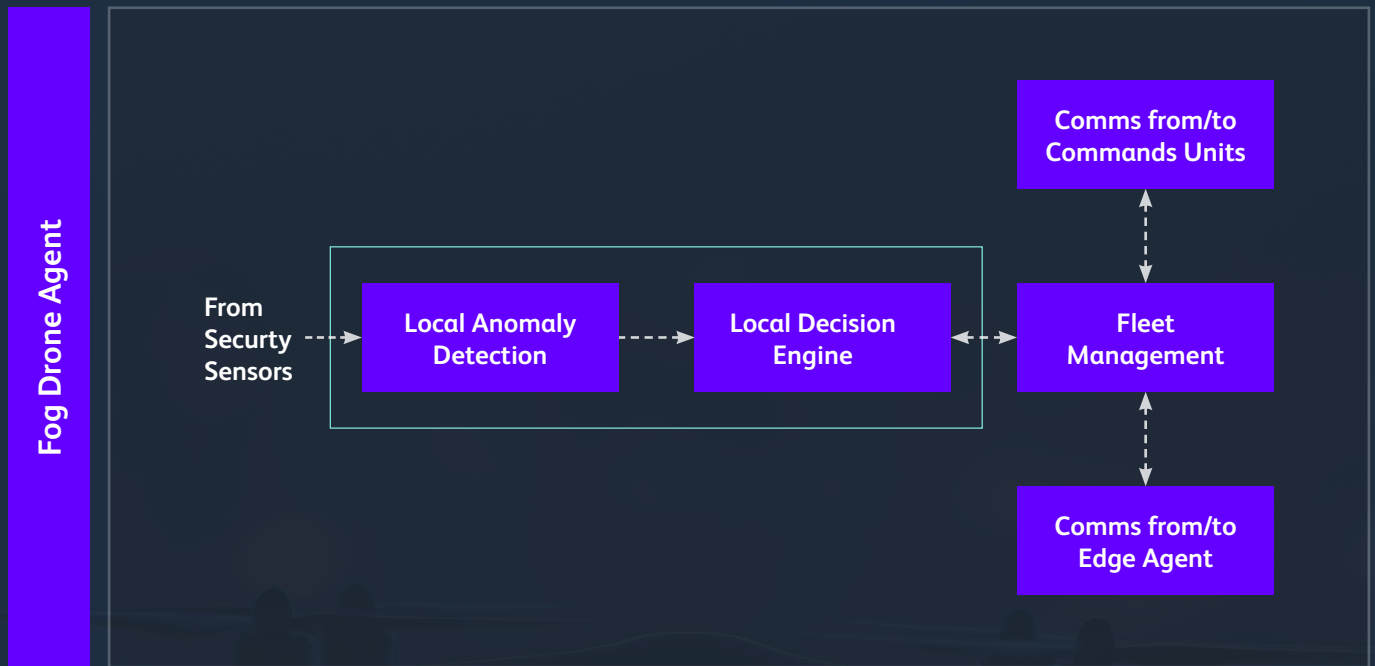 Fog Drone Agent
Comms from/to
Commands Units
From
Securty
Sensors
Local Anomaly
Detection
Local Decision
Engine
Fleet
Management
Comms from/to
Edge Agent